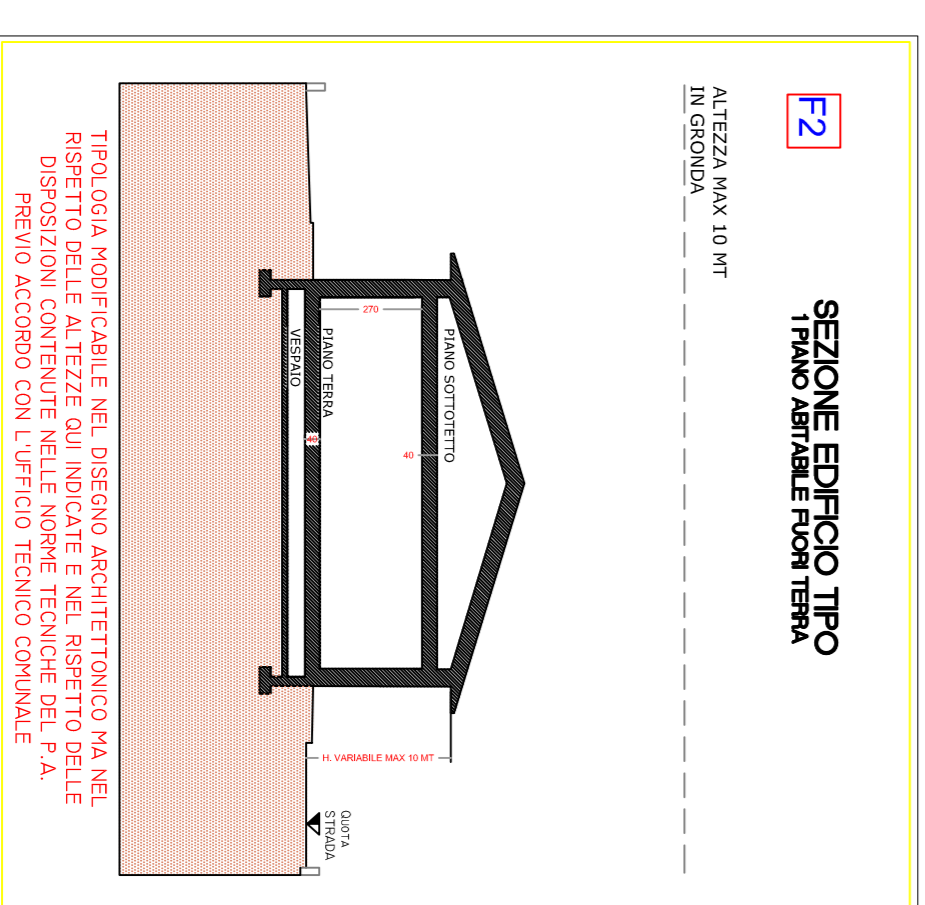 F2
SEZIONE EDIFICIO TIPO
1 PIANO ABITABILE FUORI TERRA
ALTEZZA MAX 10 MT
IN GRONDA
PIANO SOTTOTETTO
40
270
PIANO TERRA
40
VESPAIO
H. VARIABILE MAX 10 MT
QUOTA
STRADA
TIPOLOGIA MODIFICABILE NEL DISEGNO ARCHITETTONICO MA NEL
RISPETTO DELLE ALTEZZE QUI INDICATE E NEL RISPETTO DELLE
DISPOSIZIONI CONTENUTE NELLE NORME TECNICHE DEL P.A.
PREVIO ACCORDO CON L'UFFICIO TECNICO COMUNALE